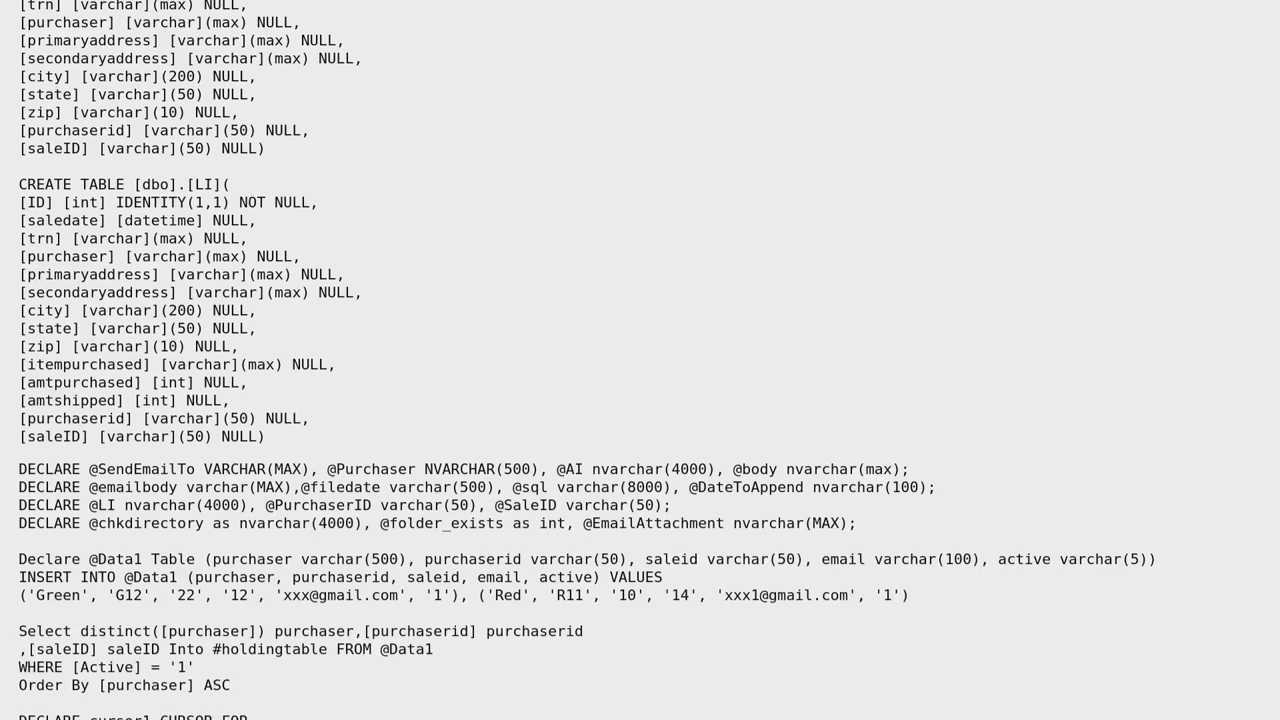 [trn] [varchar](max) NULL,
[purchaser] [varchar](max) NULL,
[primaryaddress] [varchar](max) NULL,
[secondaryaddress] [varchar](max) NULL,
[city] [varchar](200) NULL,
[state] [varchar](50) NULL,
[zip] [varchar](10) NULL,
[purchaserid] [varchar](50) NULL,
[saleID] [varchar](50) NULL)
CREATE TABLE [dbo].[LI](
[ID] [int] IDENTITY(1,1) NOT NULL,
[saledate] [datetime] NULL,
[trn] [varchar](max) NULL,
[purchaser] [varchar](max) NULL,
[primaryaddress] [varchar](max) NULL,
[secondaryaddress] [varchar](max) NULL,
[city] [varchar](200) NULL,
[state] [varchar](50) NULL,
[zip] [varchar](10) NULL,
[itempurchased] [varchar](max) NULL,
[amtpurchased] [int] NULL,
[amtshipped] [int] NULL,
[purchaserid] [varchar](50) NULL,
[saleID] [varchar](50) NULL)
DECLARE @SendEmailTo VARCHAR(MAX), @Purchaser NVARCHAR(500), @AI nvarchar(4000), @body nvarchar(max);
DECLARE @emailbody varchar(MAX),@filedate varchar(500), @sql varchar(8000), @DateToAppend nvarchar(100);
DECLARE @LI nvarchar(4000), @PurchaserID varchar(50), @SaleID varchar(50);
DECLARE @chkdirectory as nvarchar(4000), @folder_exists as int, @EmailAttachment nvarchar(MAX);
Declare @Data1 Table (purchaser varchar(500), purchaserid varchar(50), saleid varchar(50), email varchar(100), active varchar(5))
INSERT INTO @Data1 (purchaser, purchaserid, saleid, email, active) VALUES
('Green', 'G12', '22', '12', 'xxx@gmail.com', '1'), ('Red', 'R11', '10', '14', 'xxx1@gmail.com', '1')
Select distinct([purchaser]) purchaser,[purchaserid] purchaserid
,[saleID] saleID Into #holdingtable FROM @Data1
WHERE [Active] = '1'
Order By [purchaser] ASC
DECLARE cursor1 CURSOR FOR